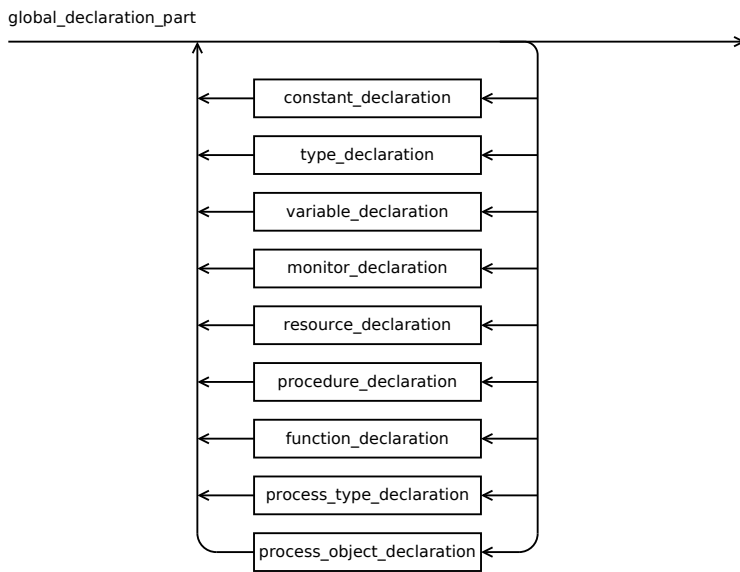 global_declaration_part
constant_declaration
type_declaration
variable_declaration
monitor_declaration
resource_declaration
procedure_declaration
function_declaration
process_type_declaration
process_object_declaration